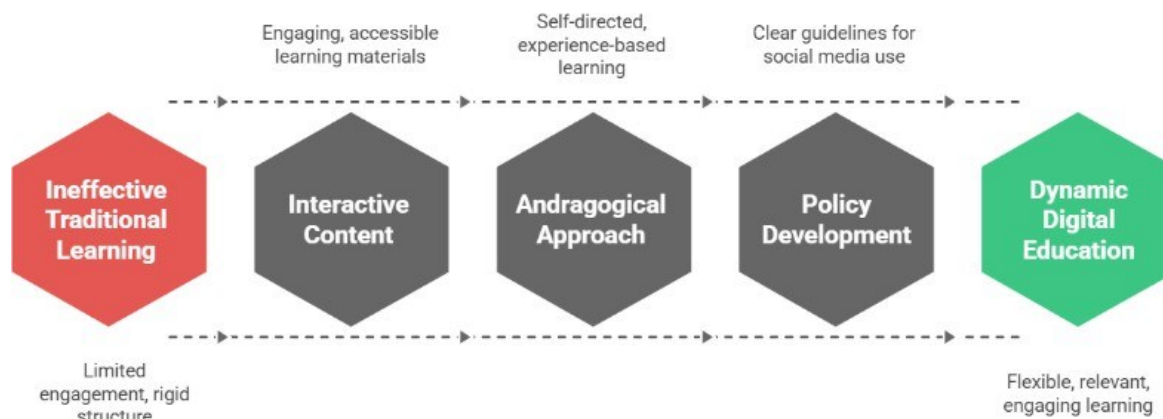 Engaging, accessible
learning materials
Self-directed,
experience-based
learning
Clear guidelines for
social media use
Ineffective
Traditional
Learning
Interactive
Content
Andragogical
Approach
Policy
Development
Dynamic
Digital
Education
Limited
engagement, rigid
structure
Flexible, relevant,
engaging learning